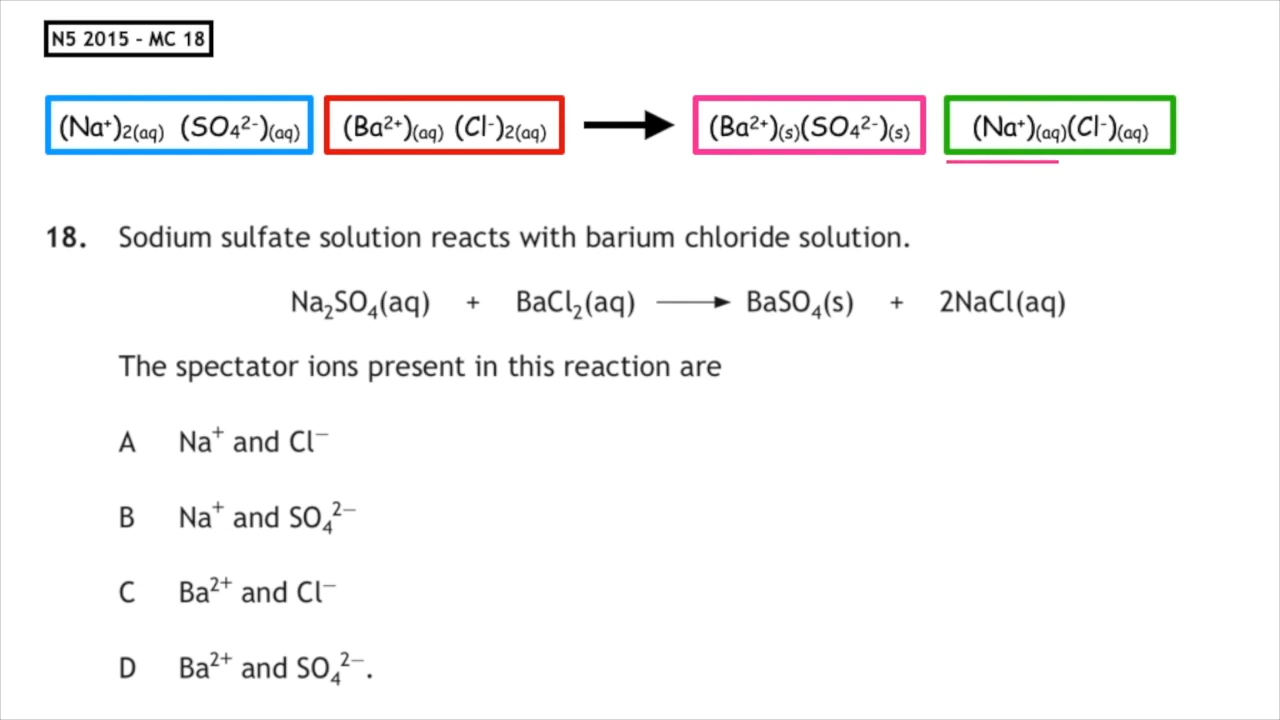 N5 2015 - MC 18
(Na⁺)₂(aq) (SO₄²⁻)(aq) (Ba²⁺)(aq) (Cl⁻)₂(aq) → (Ba²⁺)(s)(SO₄²⁻)(s) (Na⁺)(aq)(Cl⁻)(aq)
18. Sodium sulfate solution reacts with barium chloride solution.
Na₂SO₄(aq) + BaCl₂(aq) → BaSO₄(s) + 2NaCl(aq)
The spectator ions present in this reaction are
A Na⁺ and Cl⁻
B Na⁺ and SO₄²⁻
C Ba²⁺ and Cl⁻
D Ba²⁺ and SO₄²⁻.